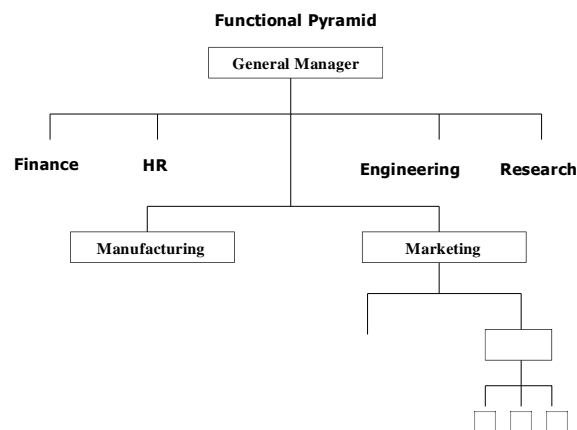 Functional Pyramid
General Manager
Finance
HR
Engineering
Research
Manufacturing
Marketing